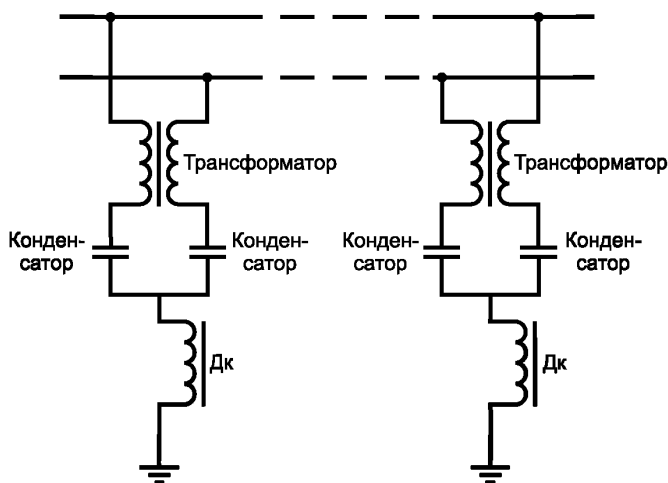 Трансформатор
Трансформатор
Конден-
сатор
Конден-
сатор
Конден-
сатор
Конден-
сатор
Дк
Дк